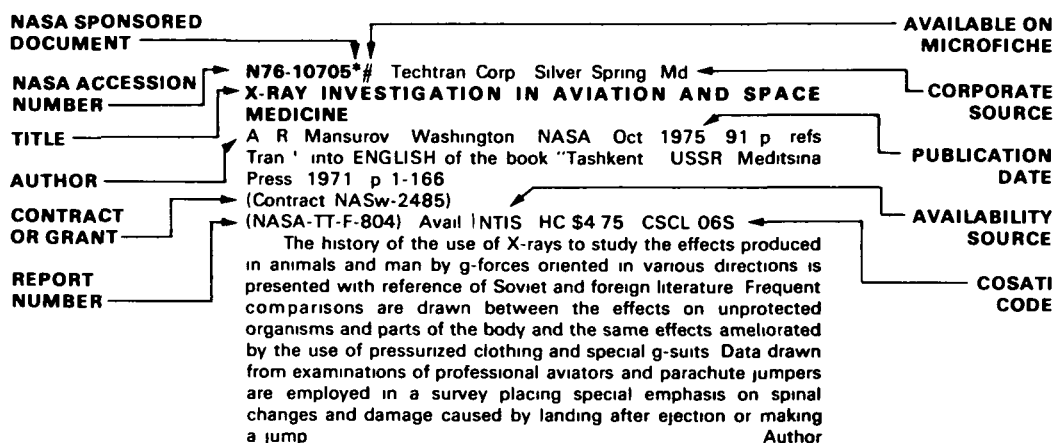 NASA SPONSORED
DOCUMENT
NASA ACCESSION
NUMBER
TITLE
AUTHOR
CONTRACT
OR GRANT
REPORT
NUMBER
N76-10705*# Techtran Corp Silver Spring Md
X-RAY INVESTIGATION IN AVIATION AND SPACE
MEDICINE
A R Mansurov Washington NASA Oct 1975 91 p refs
Tran ' into ENGLISH of the book "Tashkent USSR Meditsina
Press 1971 p 1-166
(Contract NASw-2485)
(NASA-TT-F-804) Avail NTIS HC $4 75 CSCL 06S
The history of the use of X-rays to study the effects produced
in animals and man by g-forces oriented in various directions is
presented with reference of Soviet and foreign literature Frequent
comparisons are drawn between the effects on unprotected
organisms and parts of the body and the same effects ameliorated
by the use of pressurized clothing and special g-suits Data drawn
from examinations of professional aviators and parachute jumpers
are employed in a survey placing special emphasis on spinal
changes and damage caused by landing after ejection or making
a jump Author
AVAILABLE ON
MICROFICHE
CORPORATE
SOURCE
PUBLICATION
DATE
AVAILABILITY
SOURCE
COSATI
CODE